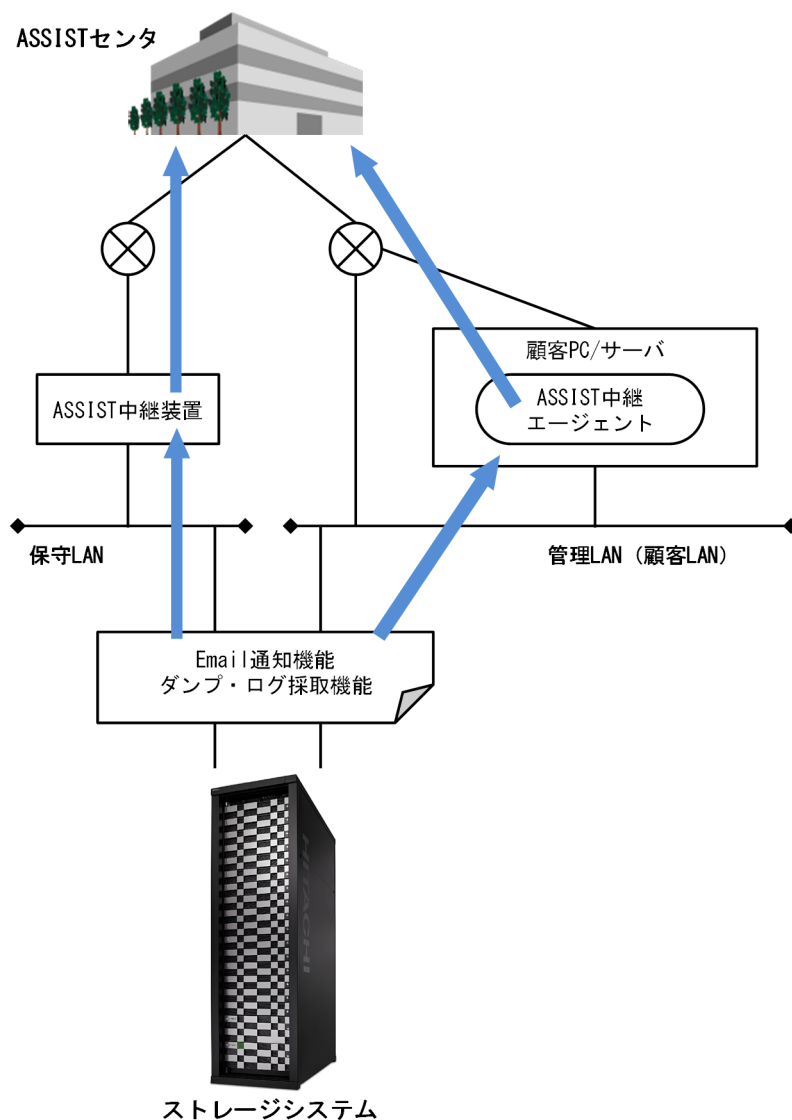 ASSISTセンタ
顧客PC/サーバ
ASSIST中継
エージェント
ASSIST中継装置
保守LAN
管理LAN（顧客LAN）
Email通知機能
ダンプ・ログ採取機能
HITACHI
ストレージシステム